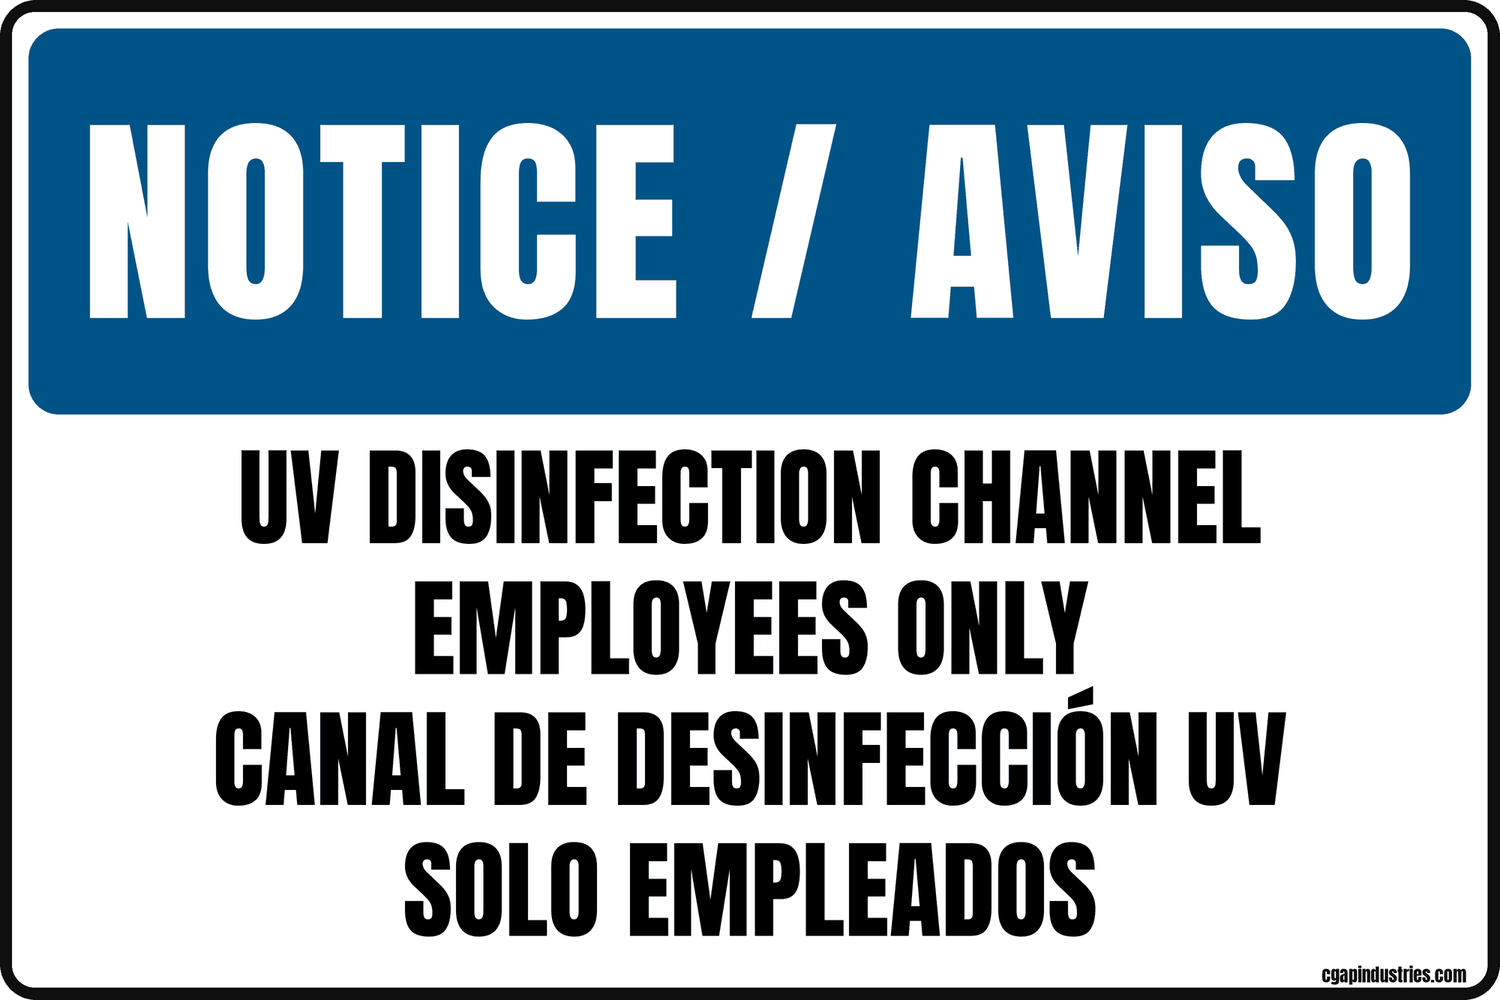 NOTICE / AVISO
UV DISINFECTION CHANNEL
EMPLOYEES ONLY
CANAL DE DESINFECCIÓN UV
SOLO EMPLEADOS
cgapindustries.com